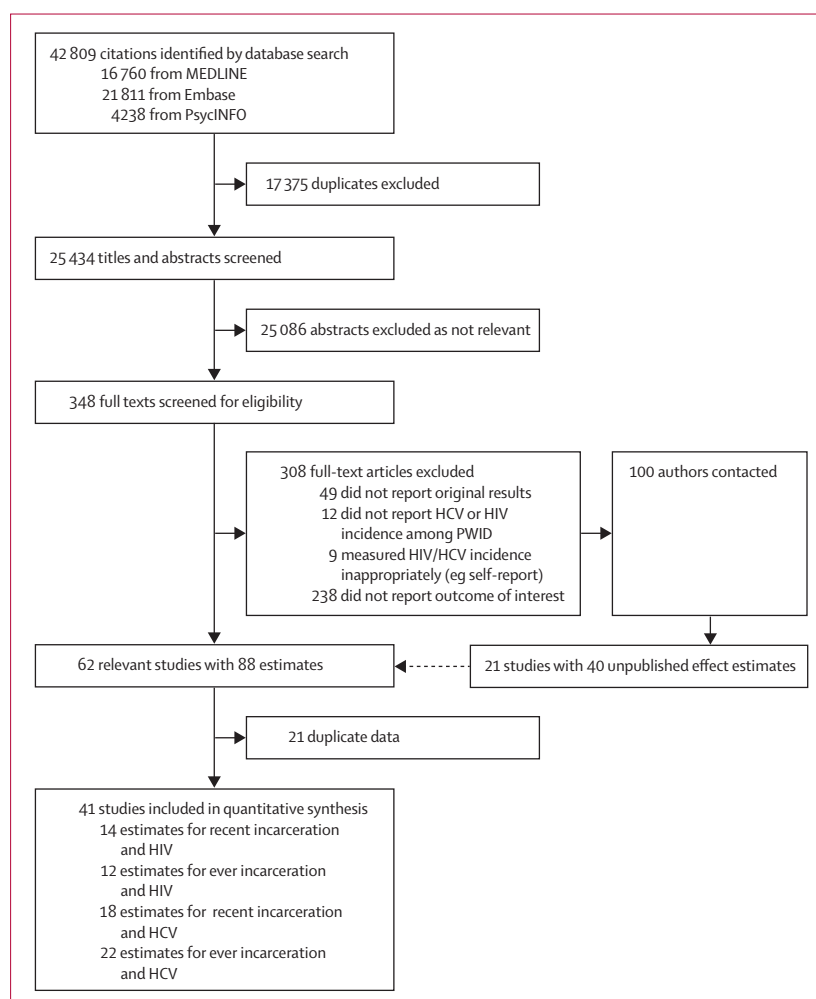 42 809 citations identified by database search
16 760 from MEDLINE
21 811 from Embase
4238 from PsycINFO
17 375 duplicates excluded
25 434 titles and abstracts screened
25 086 abstracts excluded as not relevant
348 full texts screened for eligibility
308 full-text articles excluded
49 did not report original results
12 did not report HCV or HIV
incidence among PWID
9 measured HIV/HCV incidence
inappropriately (eg self-report)
238 did not report outcome of interest
100 authors contacted
62 relevant studies with 88 estimates
21 studies with 40 unpublished effect estimates
21 duplicate data
41 studies included in quantitative synthesis
14 estimates for recent incarceration
and HIV
12 estimates for ever incarceration
and HIV
18 estimates for recent incarceration
and HCV
22 estimates for ever incarceration
and HCV